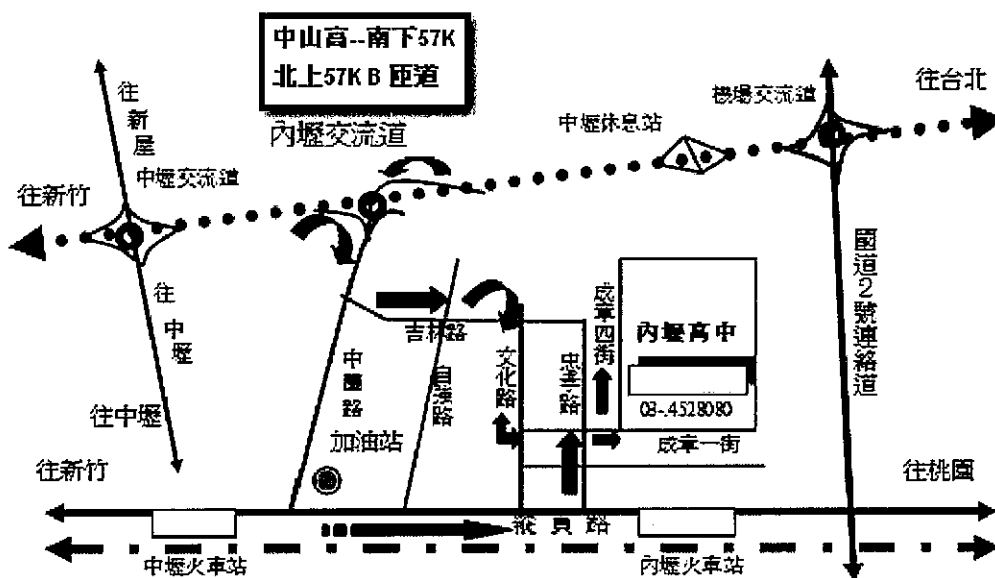 中山高--南下57K
北上57K B 匝道
內壢交流道
往台北
機場交流道
中壢休息站
往新屋
中壢交流道
往新竹
往中壢
往中壢
往新竹
吉林路
中園路
自強路
文化路
忠孝路
成章四街
內壢高中
03-.4528080
成章一街
國道2號連絡道
加油站
往桃園
縱貫路
中壢火車站
內壢火車站